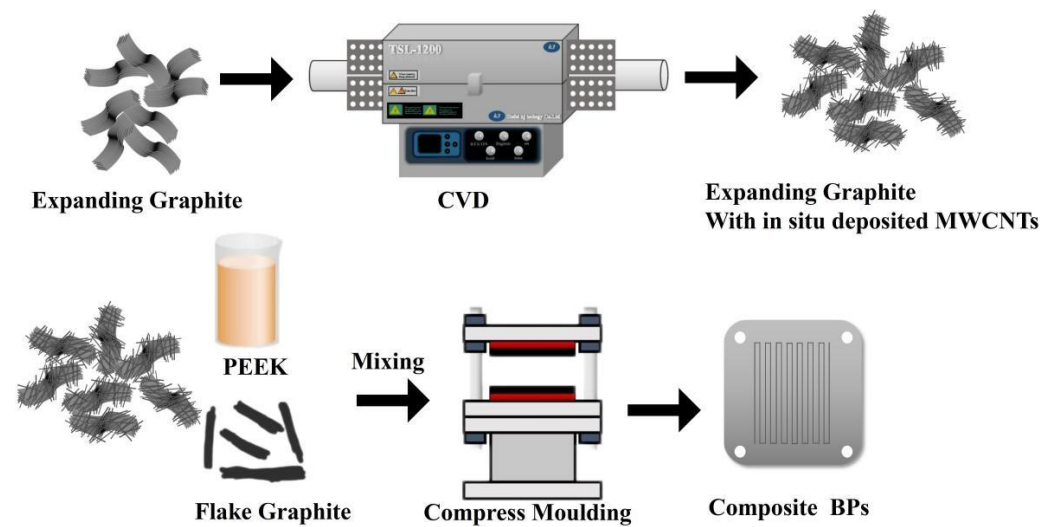 TSL-1200
Expanding Graphite
CVD
Expanding Graphite
With in situ deposited MWCNTs
PEEK
Mixing
Flake Graphite
Compress Moulding
Composite BPs